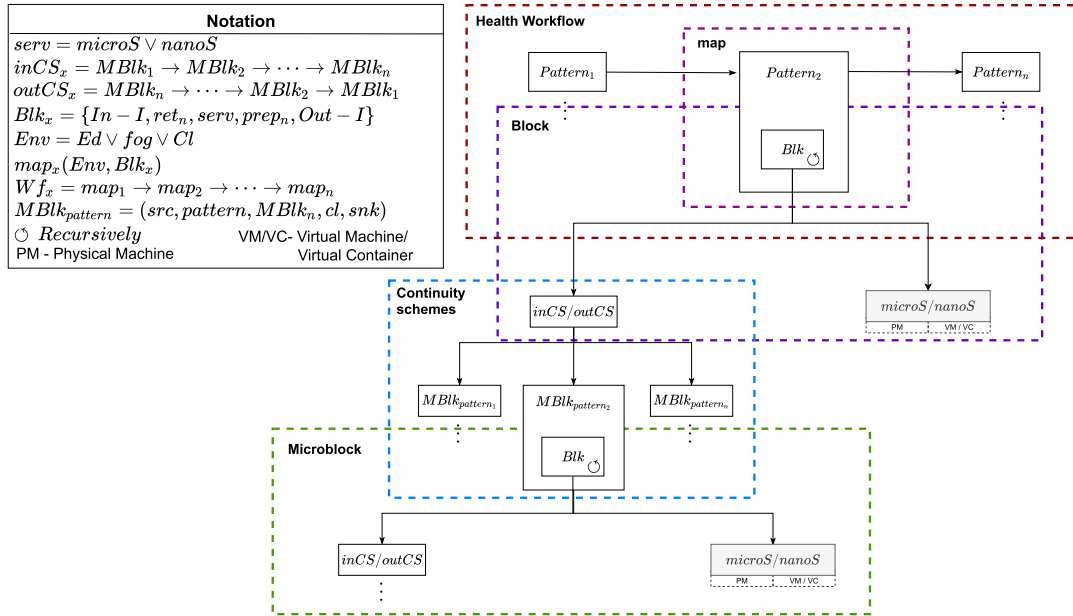 Notation
serv = microS ∨ nanoS
inCS_x = MBlk_1 → MBlk_2 → ⋯ → MBlk_n
outCS_x = MBlk_n → ⋯ → MBlk_2 → MBlk_1
Blk_x = {In − I, ret_n, serv, prep_n, Out − I}
Env = Ed ∨ fog ∨ Cl
map_x(Env, Blk_x)
Wf_x = map_1 → map_2 → ⋯ → map_n
MBlk_pattern = (src, pattern, MBlk_n, cl, snk)
↺ Recursively
VM/VC- Virtual Machine/
PM - Physical Machine
Virtual Container
Health Workflow
map
Pattern_1
Pattern_2
Pattern_n
⋮
⋮
Block
Blk ↺
inCS/outCS
microS/nanoS
PM
VM / VC
Continuity
schemes
MBlk_pattern_1
MBlk_pattern_2
MBlk_pattern_n
⋮
⋮
Microblock
Blk ↺
inCS/outCS
⋮
microS/nanoS
PM
VM / VC